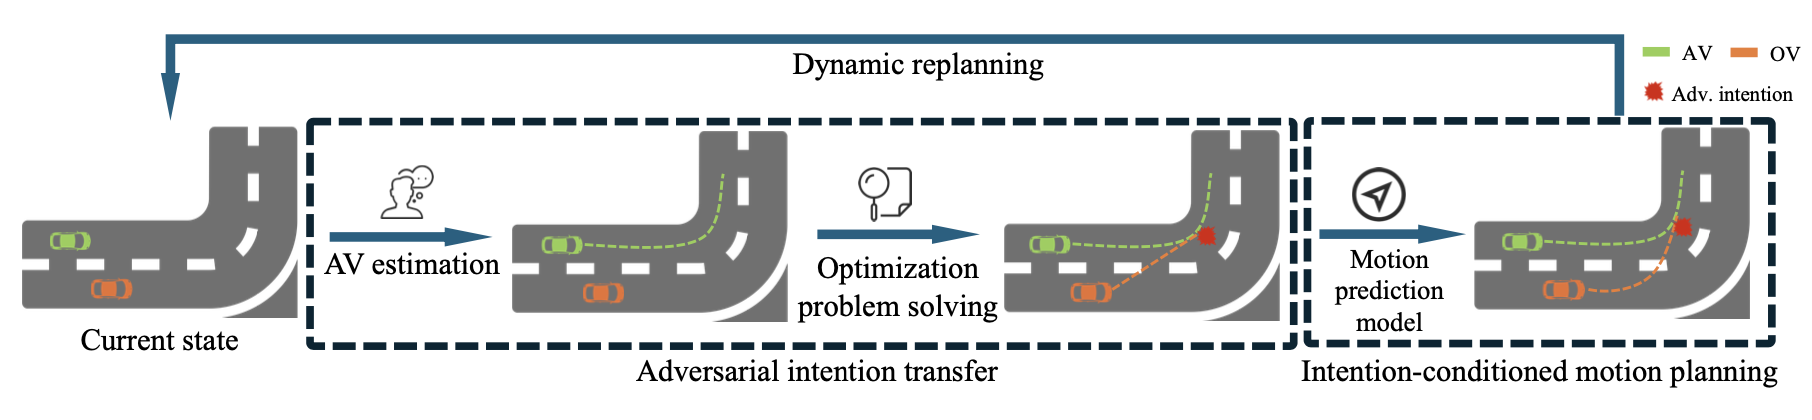 Dynamic replanning
AV
OV
Adv. intention
AV estimation
Optimization
problem solving
Motion
prediction
model
Current state
Adversarial intention transfer
Intention-conditioned motion planning